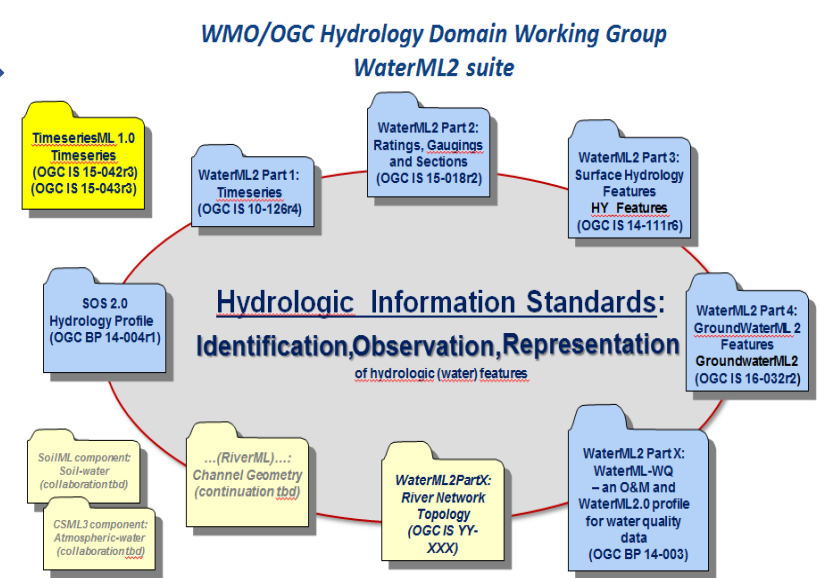 WMO/OGC Hydrology Domain Working Group
WaterML2 suite
TimeseriesML 1.0
Timeseries
(OGC IS 15-042r3)
(OGC IS 15-043r3)
WaterML2 Part 1:
Timeseries
(OGC IS 10-126r4)
WaterML2 Part 2:
Ratings, Gaugings
and Sections
(OGC IS 15-018r2)
WaterML2 Part 3:
Surface Hydrology
Features
HY_Features
(OGC IS 14-111r6)
SOS 2.0
Hydrology Profile
(OGC BP 14-004r1)
Hydrologic Information Standards:
Identification,Observation,Representation
of hydrologic (water) features
WaterML2 Part 4:
GroundWaterML 2
Features
GroundwaterML2
(OGC IS 16-032r2)
SoilML component:
Soil-water
(collaboration tbd)
CSML3 component:
Atmospheric-water
(collaboration tbd)
...(RiverML)...:
Channel Geometry
(continuation tbd)
WaterML2PartX:
River Network
Topology
(OGC IS YY-
XXX)
WaterML2 Part X:
WaterML-WQ
– an O&M and
WaterML2.0 profile
for water quality
data
(OGC BP 14-003)